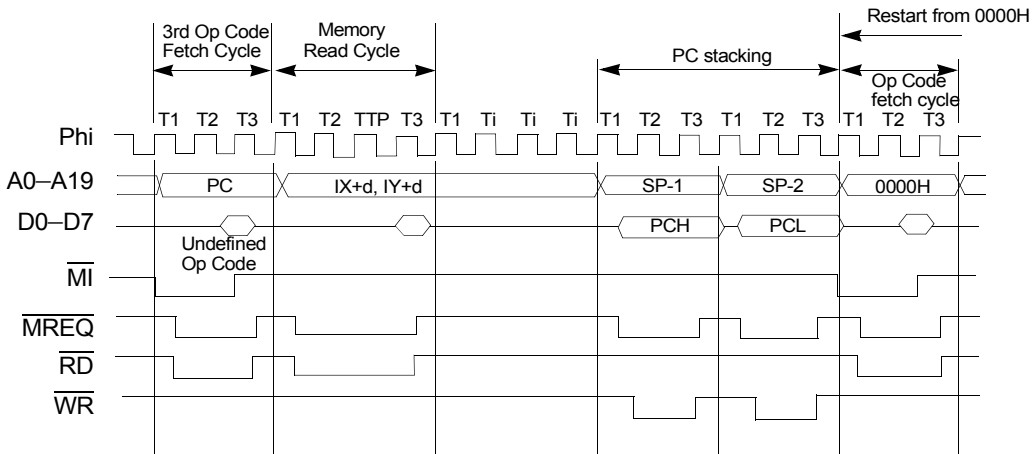 Restart from 0000H
3rd Op Code
Fetch Cycle
Memory
Read Cycle
PC stacking
Op Code
fetch cycle
T1 T2 T3 T1 T2 TTP T3 T1 Ti Ti Ti T1 T2 T3 T1 T2 T3 T1 T2 T3
Phi
A0–A19 PC IX+d, IY+d SP-1 SP-2 0000H
D0–D7 PCH PCL
Undefined
Op Code
MI
MREQ
RD
WR